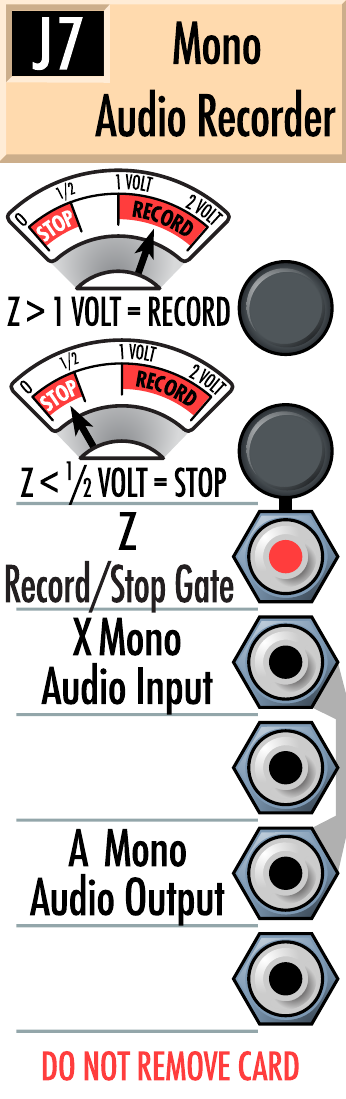 J7
Mono
Audio Recorder
0 1/2 1 VOLT 2 VOLT
STOP RECORD
Z > 1 VOLT = RECORD
0 1/2 1 VOLT 2 VOLT
STOP RECORD
Z < 1/2 VOLT = STOP
Z
Record/Stop Gate
X Mono
Audio Input
A Mono
Audio Output
DO NOT REMOVE CARD